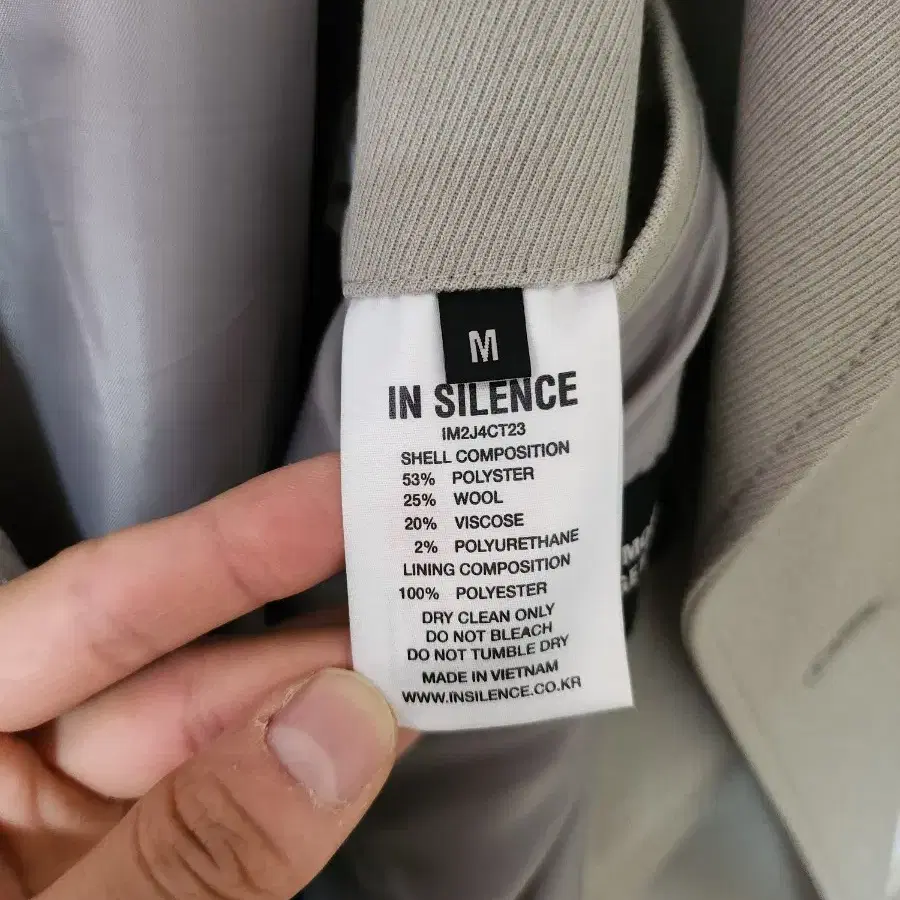 M
IN SILENCE
IM2J4CT23
SHELL COMPOSITION
53% POLYSTER
25% WOOL
20% VISCOSE
2% POLYURETHANE
LINING COMPOSITION
100% POLYESTER
DRY CLEAN ONLY
DO NOT BLEACH
DO NOT TUMBLE DRY
MADE IN VIETNAM
WWW.INSILENCE.CO.KR